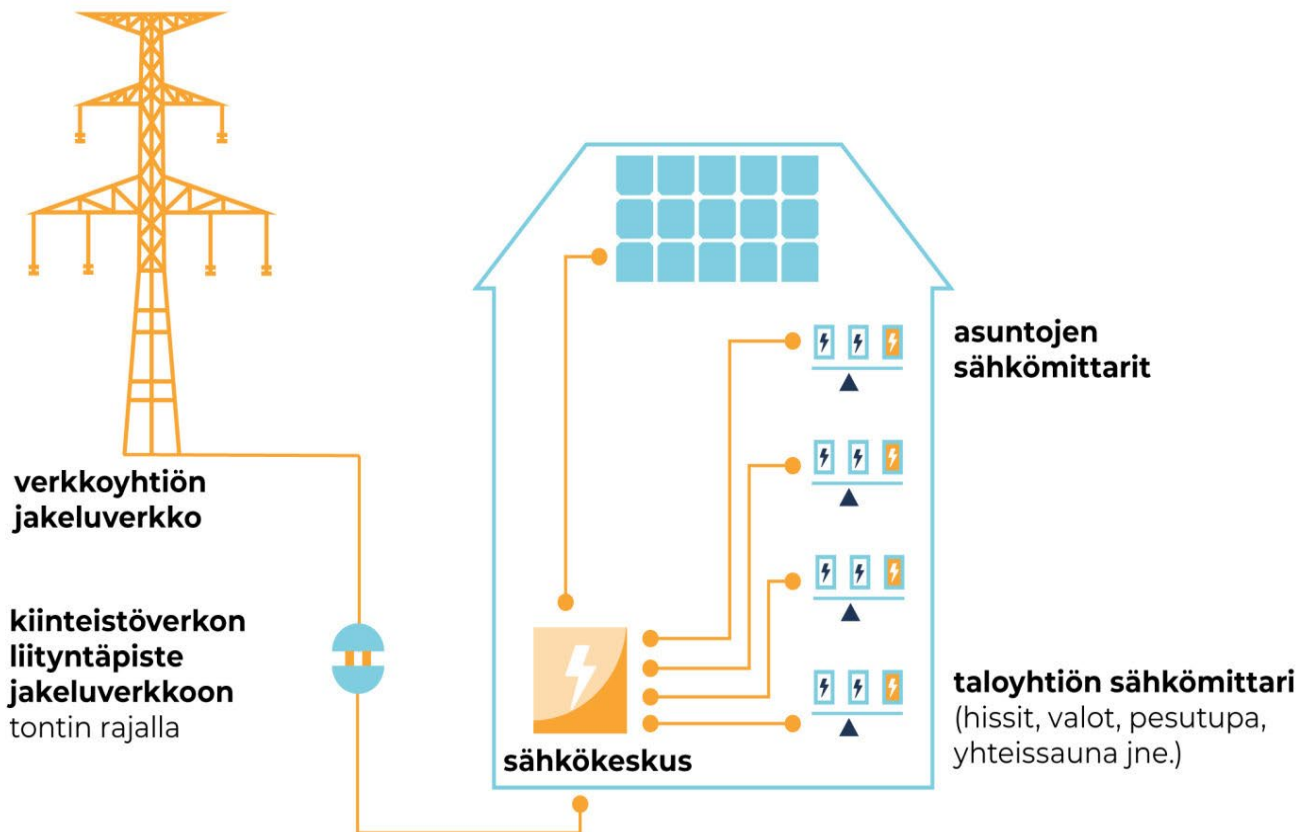 verkkoyhtiön
jakeluverkko
kiinteistöverkon
liityntäpiste
jakeluverkkoon
tontin rajalla
sähkökeskus
asuntojen
sähkömittarit
taloyhtiön sähkömittari
(hissit, valot, pesutupa,
yhteissauna jne.)